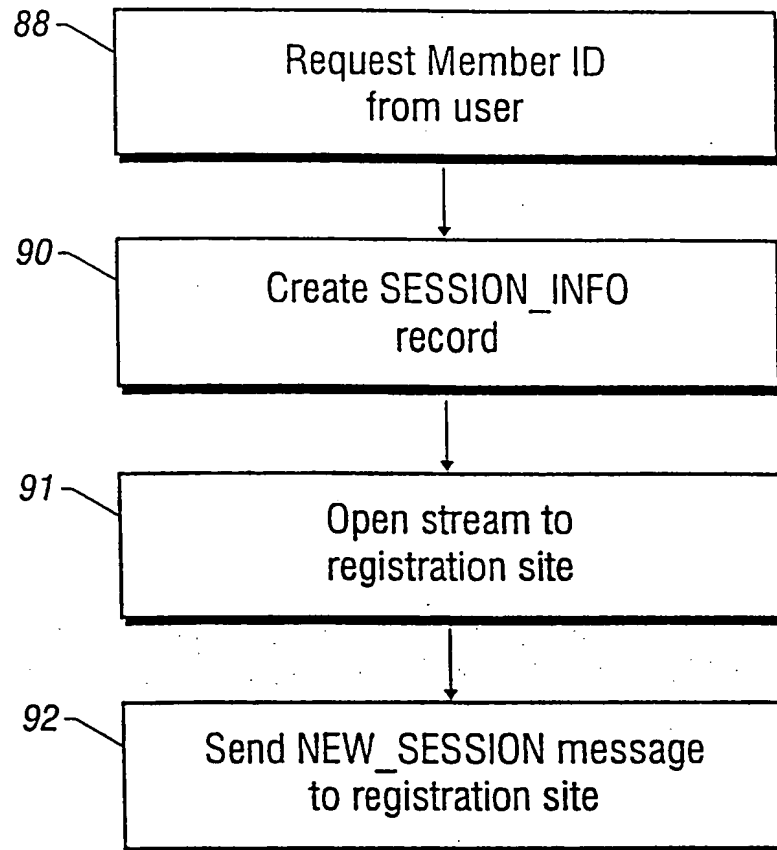 88
Request Member ID
from user
90
Create SESSION_INFO
record
91
Open stream to
registration site
92
Send NEW_SESSION message
to registration site